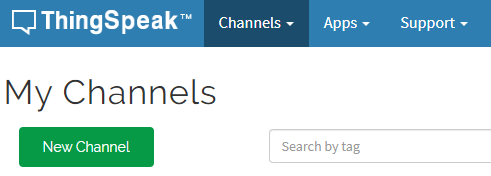 ThingSpeak™ Channels Apps Support
My Channels
New Channel Search by tag